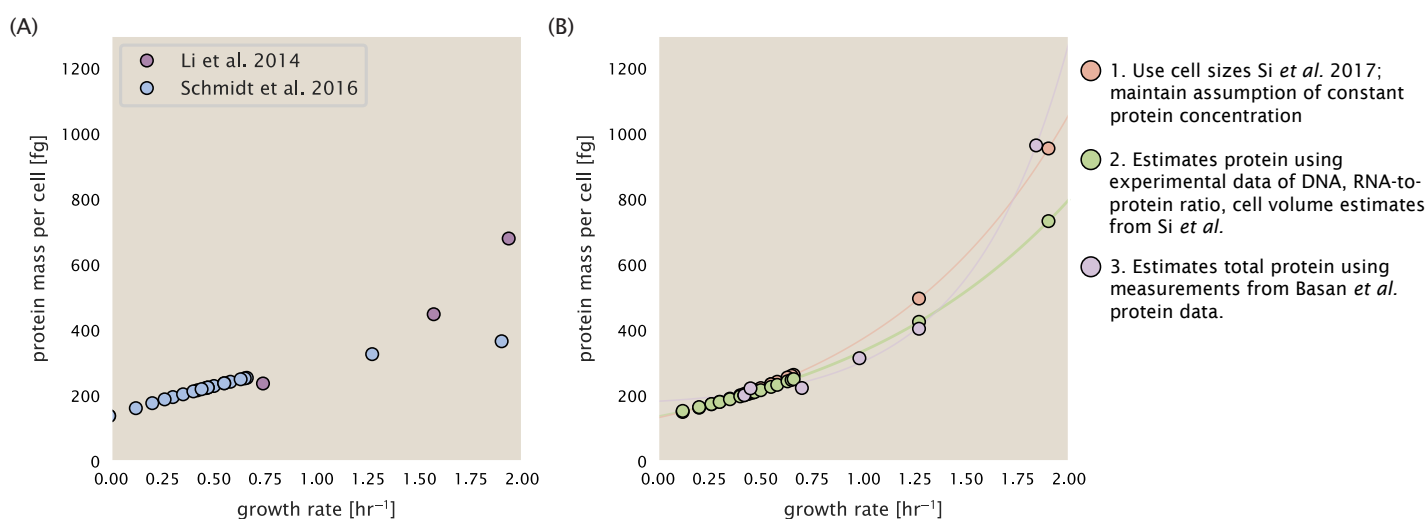 (A)
Li et al. 2014
Schmidt et al. 2016
1200
1000
800
600
400
200
0
protein mass per cell [fg]
0.00 0.25 0.50 0.75 1.00 1.25 1.50 1.75 2.00
growth rate [hr⁻¹]
(B)
1200
1000
800
600
400
200
0
protein mass per cell [fg]
0.00 0.25 0.50 0.75 1.00 1.25 1.50 1.75 2.00
growth rate [hr⁻¹]
1. Use cell sizes Si et al. 2017;
maintain assumption of constant
protein concentration
2. Estimates protein using
experimental data of DNA, RNA-to-
protein ratio, cell volume estimates
from Si et al.
3. Estimates total protein using
measurements from Basan et al.
protein data.